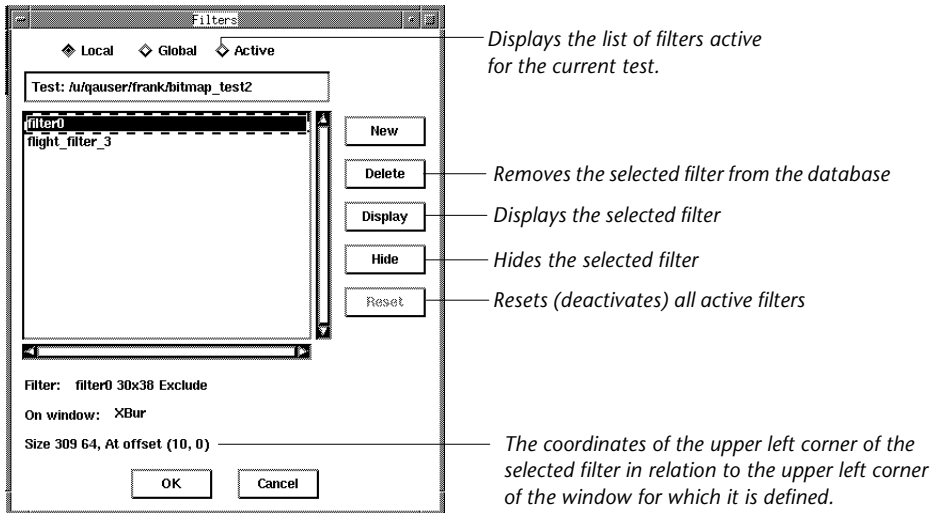 Filters
Local Global Active
Displays the list of filters active
for the current test.
Test: /u/qauser/frank/bitmap_test2
filter0
flight_filter_3
New
Delete
Removes the selected filter from the database
Display
Displays the selected filter
Hide
Hides the selected filter
Reset
Resets (deactivates) all active filters
Filter: filter0 30x38 Exclude
On window: XBur
Size 309 64, At offset (10, 0)
The coordinates of the upper left corner of the
selected filter in relation to the upper left corner
of the window for which it is defined.
OK Cancel